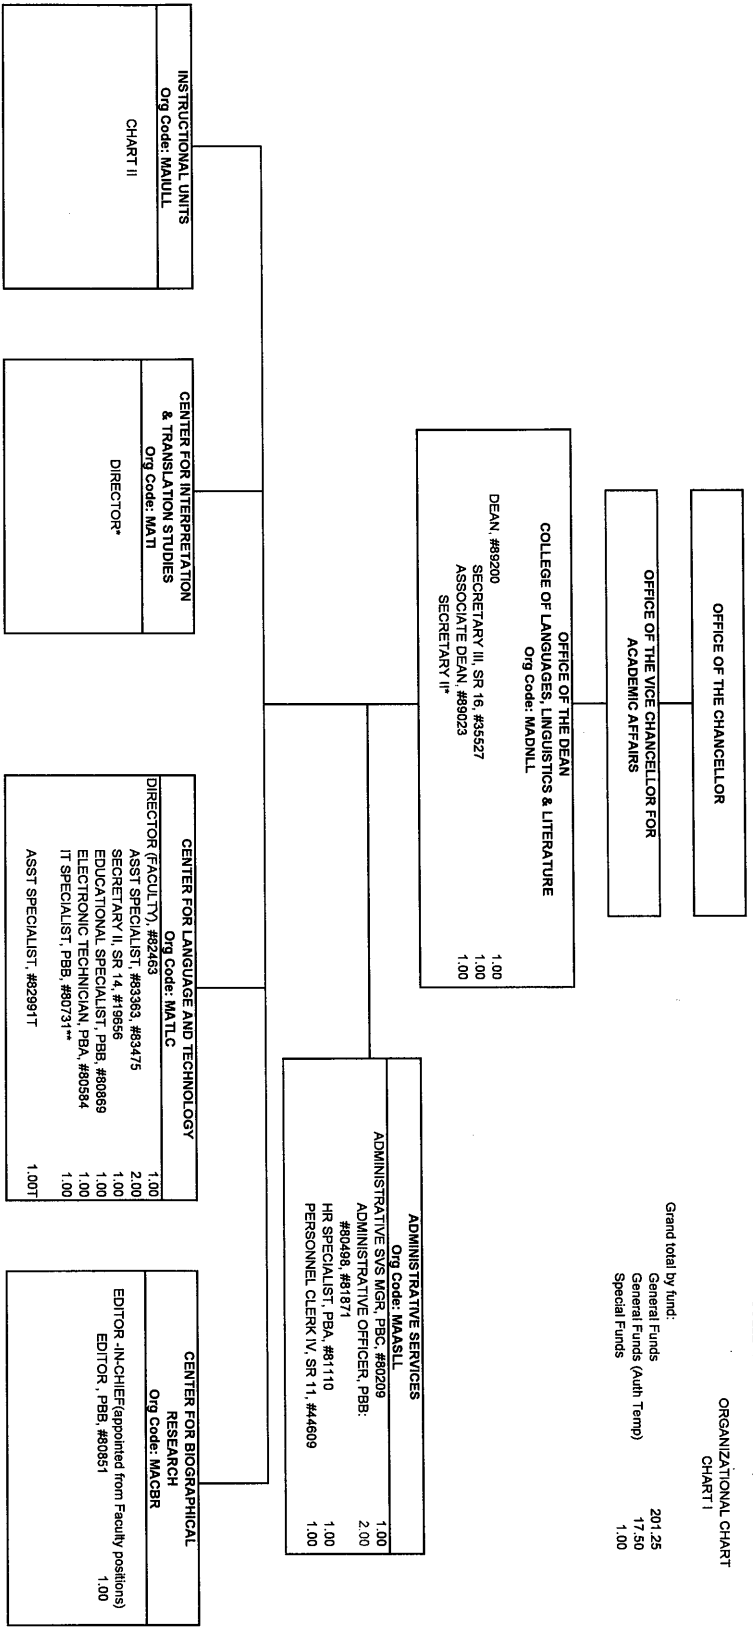 ORGANIZATIONAL CHART
CHART I
Grand total by fund:
General Funds 201.25
General Funds (Auth Temp) 17.50
Special Funds 1.00
OFFICE OF THE CHANCELLOR
OFFICE OF THE VICE CHANCELLOR FOR
ACADEMIC AFFAIRS
OFFICE OF THE DEAN
COLLEGE OF LANGUAGES, LINGUISTICS & LITERATURE
Org Code: MADNLL
DEAN, #89200 1.00
SECRETARY III, SR 16, #35527 1.00
ASSOCIATE DEAN, #89023 1.00
SECRETARY II*
ADMINISTRATIVE SERVICES
Org Code: MAASLL
ADMINISTRATIVE SVS MGR, PBC, #80209 1.00
ADMINISTRATIVE OFFICER, PBB: 2.00
#80498, #81871
HR SPECIALIST, PBA, #81110 1.00
PERSONNEL CLERK IV, SR 11, #44609 1.00
INSTRUCTIONAL UNITS
Org Code: MAIULL
CHART II
CENTER FOR INTERPRETATION
& TRANSLATION STUDIES
Org Code: MATI
DIRECTOR*
CENTER FOR LANGUAGE AND TECHNOLOGY
Org Code: MATLC
DIRECTOR (FACULTY), #82463 1.00
ASST SPECIALIST, #83363, #83475 2.00
SECRETARY II, SR 14, #19656 1.00
EDUCATIONAL SPECIALIST, PBB, #80869 1.00
ELECTRONIC TECHNICIAN, PBA, #80584 1.00
IT SPECIALIST, PBB, #80731** 1.00
ASST SPECIALIST, #82991T 1.00T
CENTER FOR BIOGRAPHICAL
RESEARCH
Org Code: MACBR
EDITOR -IN-CHIEF(appointed from Faculty positions)
EDITOR , PBB, #80851 1.00